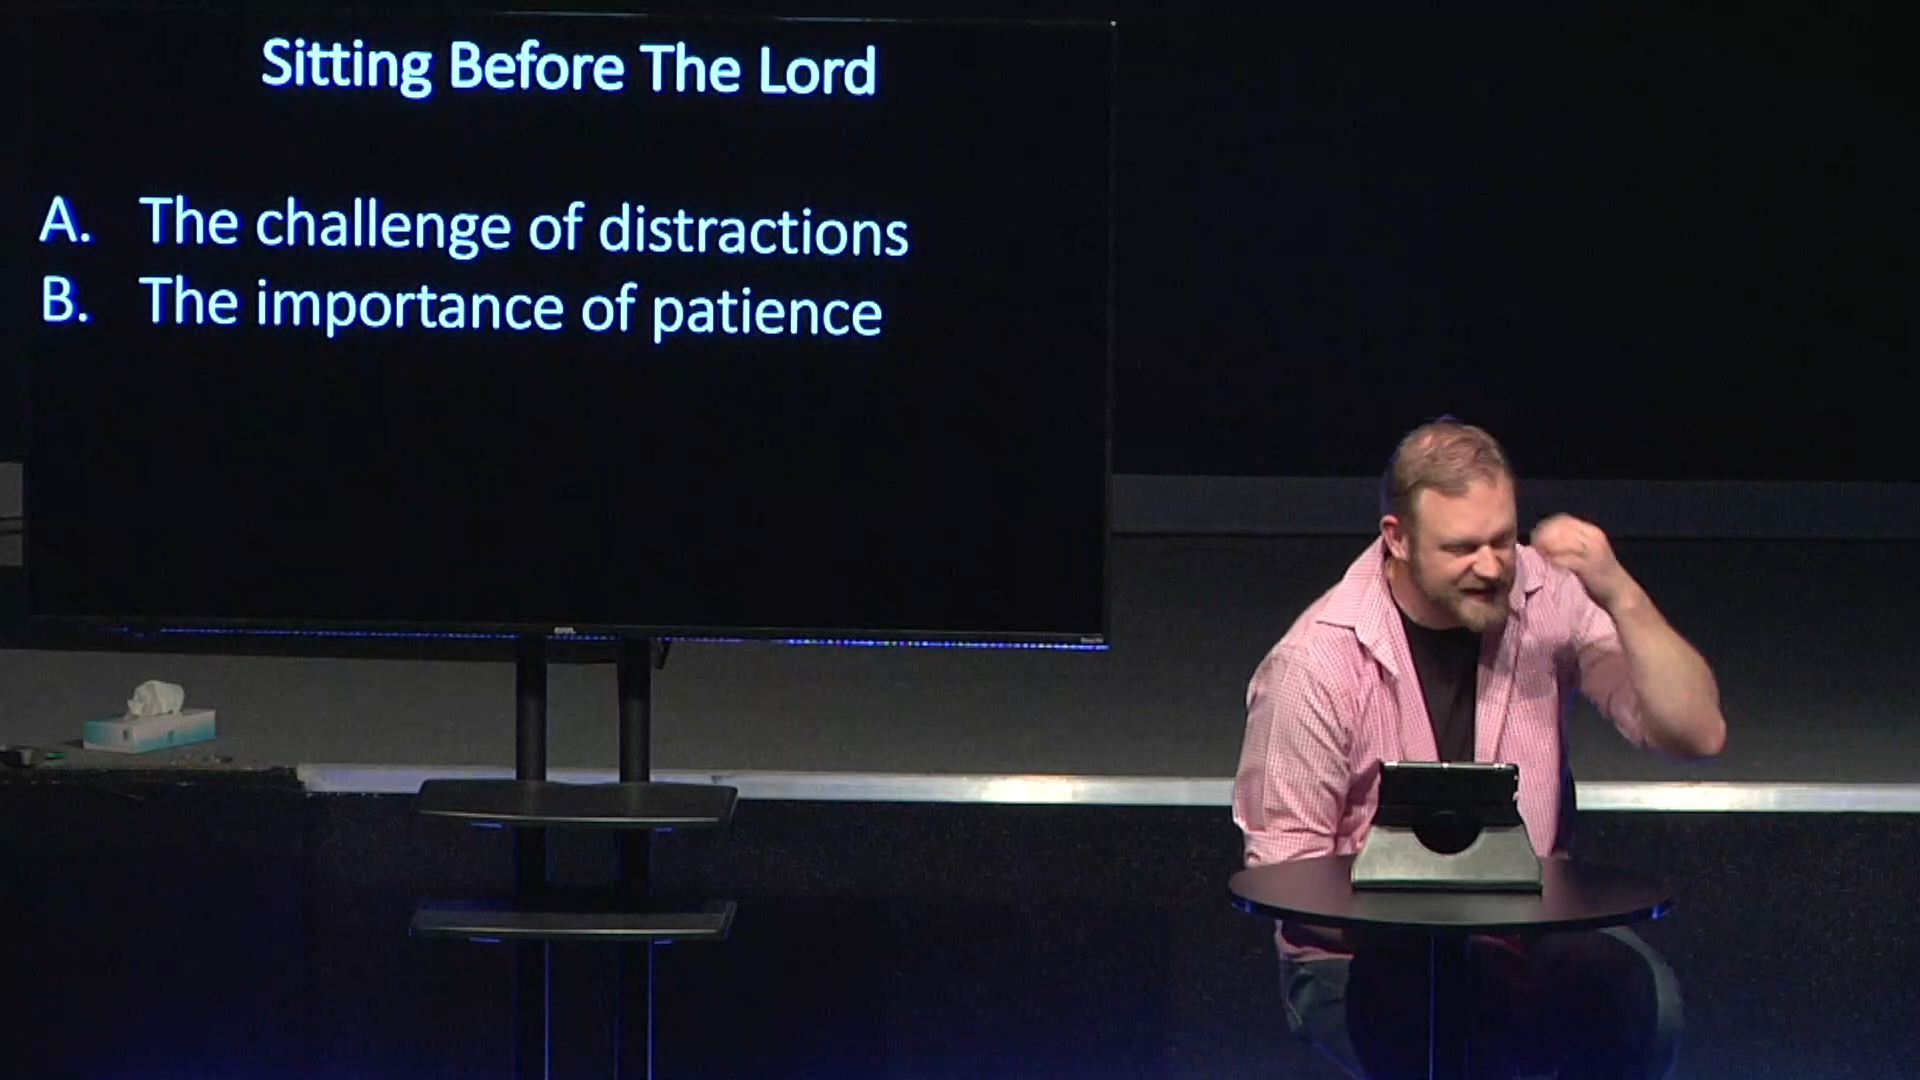 Sitting Before The Lord
A. The challenge of distractions
B. The importance of patience